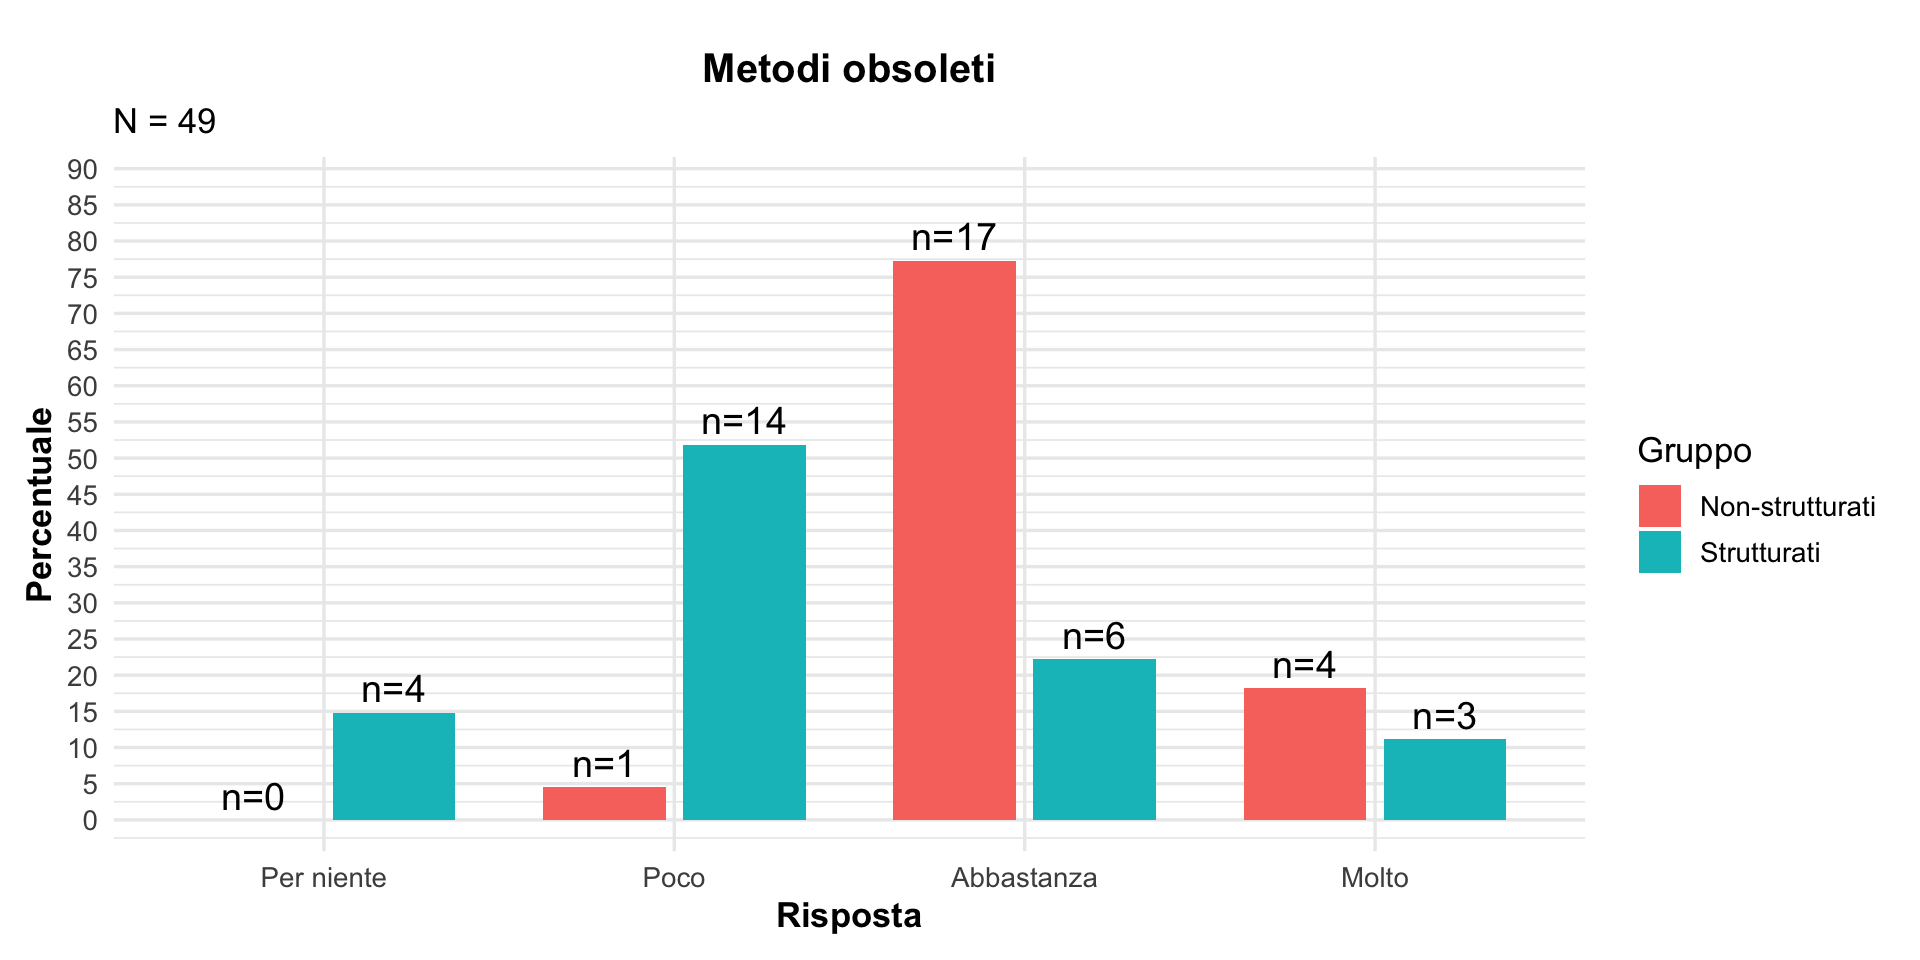 Metodi obsoleti
N = 49
Percentuale
90
85
80
75
70
65
60
55
50
45
40
35
30
25
20
15
10
5
0
n=0
n=4
n=1
n=14
n=17
n=6
n=4
n=3
Per niente
Poco
Abbastanza
Molto
Risposta
Gruppo
Non-strutturati
Strutturati